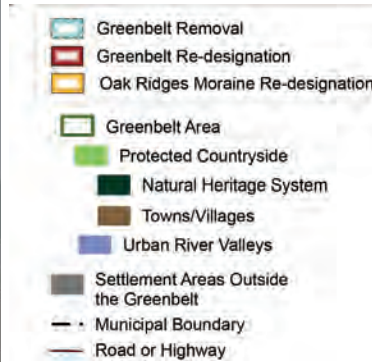 Greenbelt Removal
Greenbelt Re-designation
Oak Ridges Moraine Re-designation
Greenbelt Area
Protected Countryside
Natural Heritage System
Towns/Villages
Urban River Valleys
Settlement Areas Outside
the Greenbelt
Municipal Boundary
Road or Highway